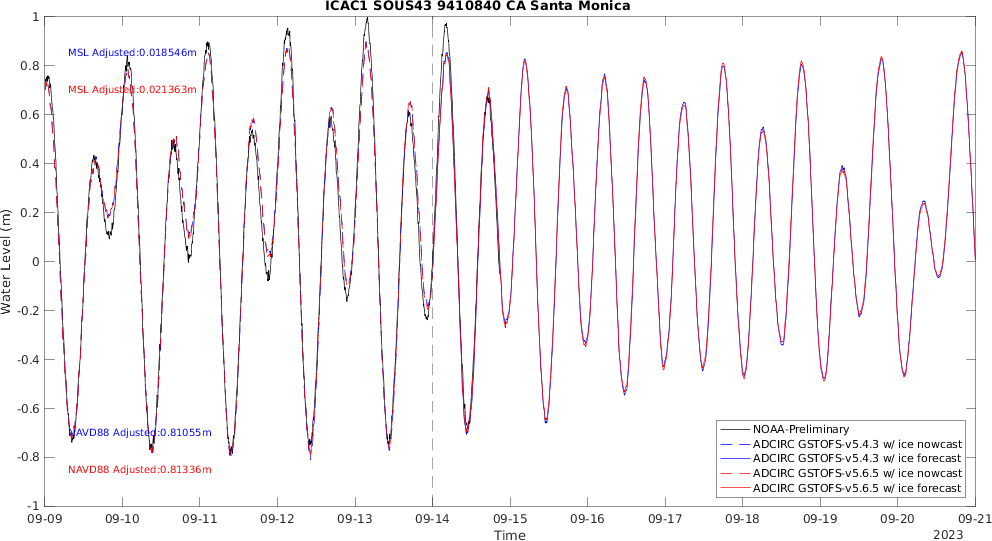 ICAC1 SOUS43 9410840 CA Santa Monica
1
0.8
0.6
0.4
0.2
0
-0.2
-0.4
-0.6
-0.8
-1
Water Level (m)
MSL Adjusted:0.018546m
MSL Adjusted:0.021363m
NAVD88 Adjusted:0.81055m
NAVD88 Adjusted:0.81336m
NOAA-Preliminary
ADCIRC GSTOFS-v5.4.3 w/ ice nowcast
ADCIRC GSTOFS-v5.4.3 w/ ice forecast
ADCIRC GSTOFS-v5.6.5 w/ ice nowcast
ADCIRC GSTOFS-v5.6.5 w/ ice forecast
09-09 09-10 09-11 09-12 09-13 09-14 09-15 09-16 09-17 09-18 09-19 09-20 09-21
Time
2023